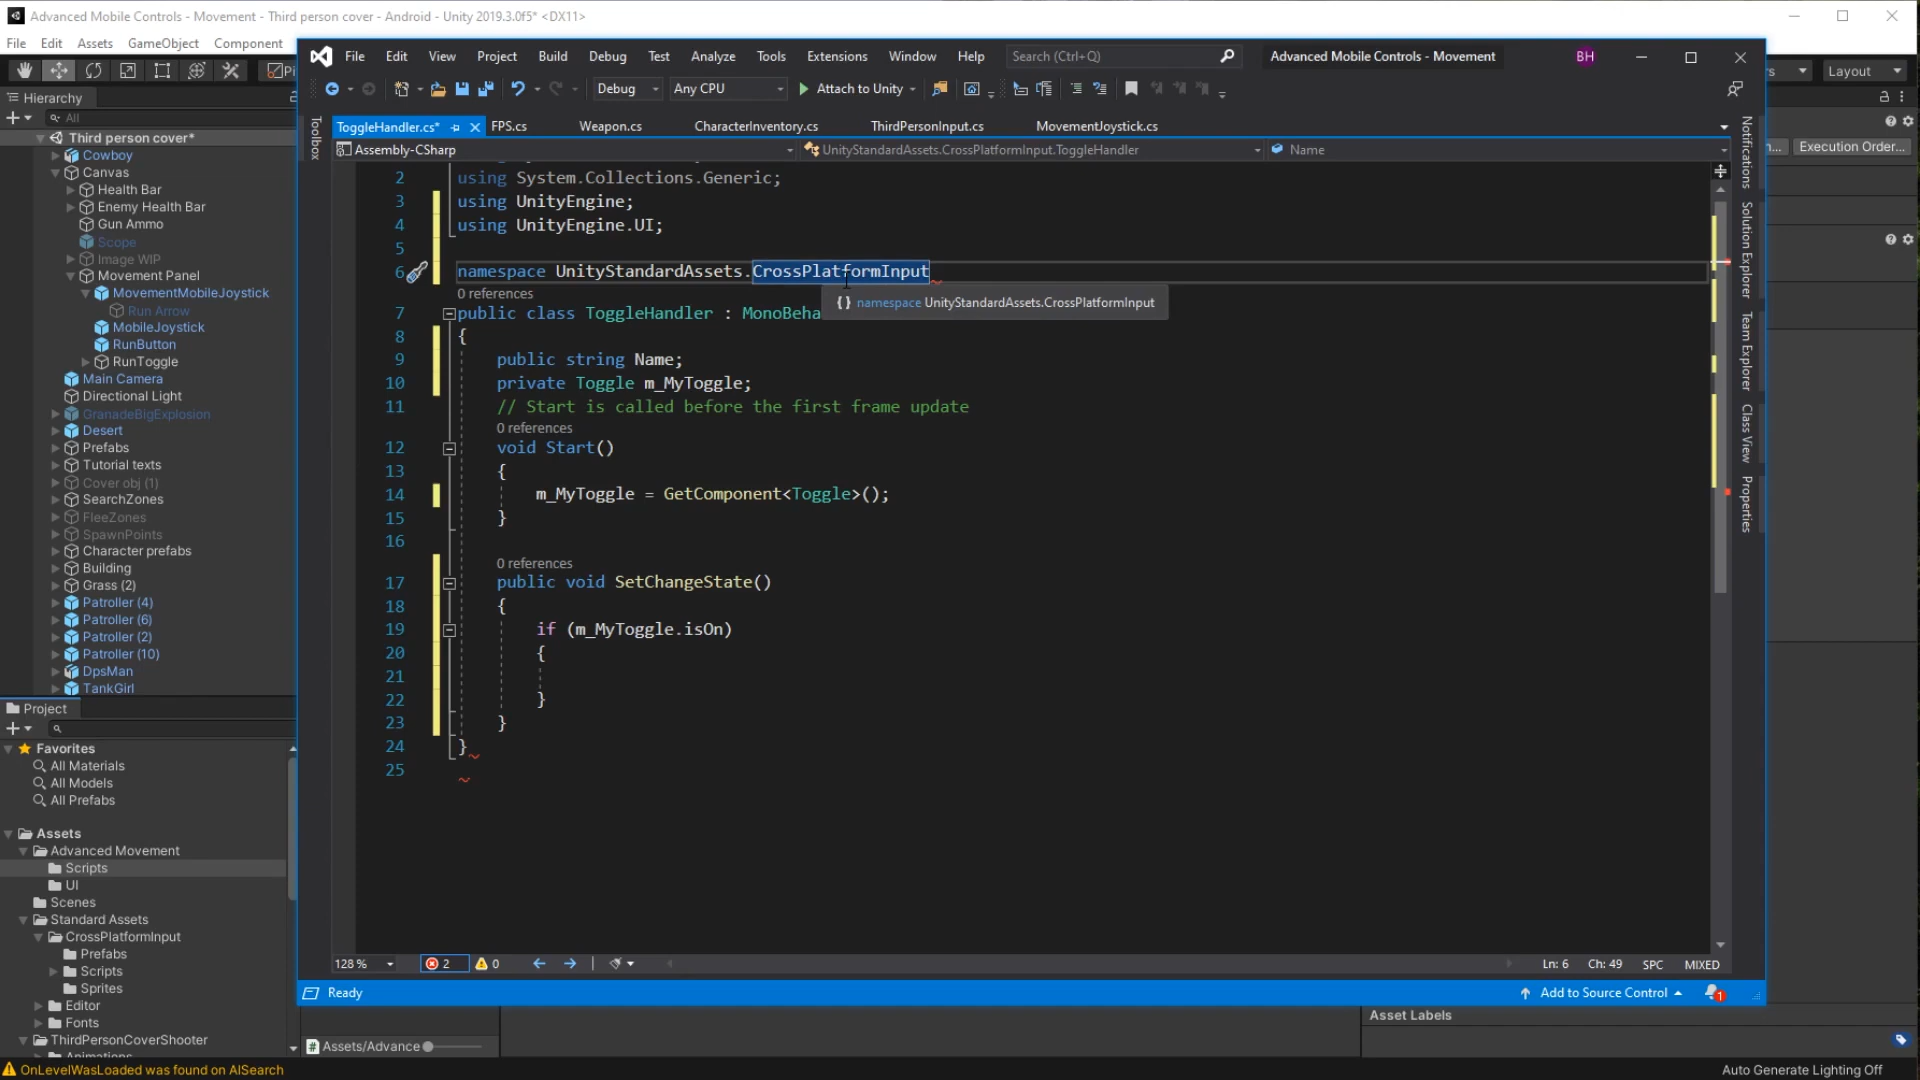 Advanced Mobile Controls - Movement - Third person cover - Android - Unity 2019.3.0f5* <DX11>
File Edit Assets GameObject Component
File Edit View Project Build Debug Test Analyze Tools Extensions Window Help Search (Ctrl+Q) Advanced Mobile Controls - Movement BH
Layout
Debug Any CPU Attach to Unity
Hierarchy
All
ToggleHandler.cs* FPS.cs Weapon.cs CharacterInventory.cs ThirdPersonInput.cs MovementJoystick.cs
Assembly-CSharp UnityStandardAssets.CrossPlatformInput.ToggleHandler Name
Execution Order...
Toolbox
Notifications
Solution Explorer
Team Explorer
Class View
Properties
Third person cover*
Cowboy
Canvas
Health Bar
Enemy Health Bar
Gun Ammo
Scope
Image WIP
Movement Panel
MovementMobileJoystick
Run Arrow
MobileJoystick
RunButton
RunToggle
Main Camera
Directional Light
GranadeBigExplosion
Desert
Prefabs
Tutorial texts
Cover obj (1)
SearchZones
FleeZones
SpawnPoints
Character prefabs
Building
Grass (2)
Patroller (4)
Patroller (6)
Patroller (2)
Patroller (10)
DpsMan
TankGirl
2 using System.Collections.Generic;
3 using UnityEngine;
4 using UnityEngine.UI;
5
6 namespace UnityStandardAssets.CrossPlatformInput
0 references
{ } namespace UnityStandardAssets.CrossPlatformInput
7 public class ToggleHandler : MonoBeha
8 {
9 public string Name;
10 private Toggle m_MyToggle;
11 // Start is called before the first frame update
0 references
12 void Start()
13 {
14 m_MyToggle = GetComponent<Toggle>();
15 }
16
0 references
17 public void SetChangeState()
18 {
19 if (m_MyToggle.isOn)
20 {
21
22 }
23 }
24 }
25
128 % 2 0 Ln: 6 Ch: 49 SPC MIXED
Ready Add to Source Control 1
Project
Favorites
All Materials
All Models
All Prefabs
Assets
Advanced Movement
Scripts
UI
Scenes
Standard Assets
CrossPlatformInput
Prefabs
Scripts
Sprites
Editor
Fonts
ThirdPersonCoverShooter
Assets/Advance
Asset Labels
OnLevelWasLoaded was found on AISearch
Auto Generate Lighting Off